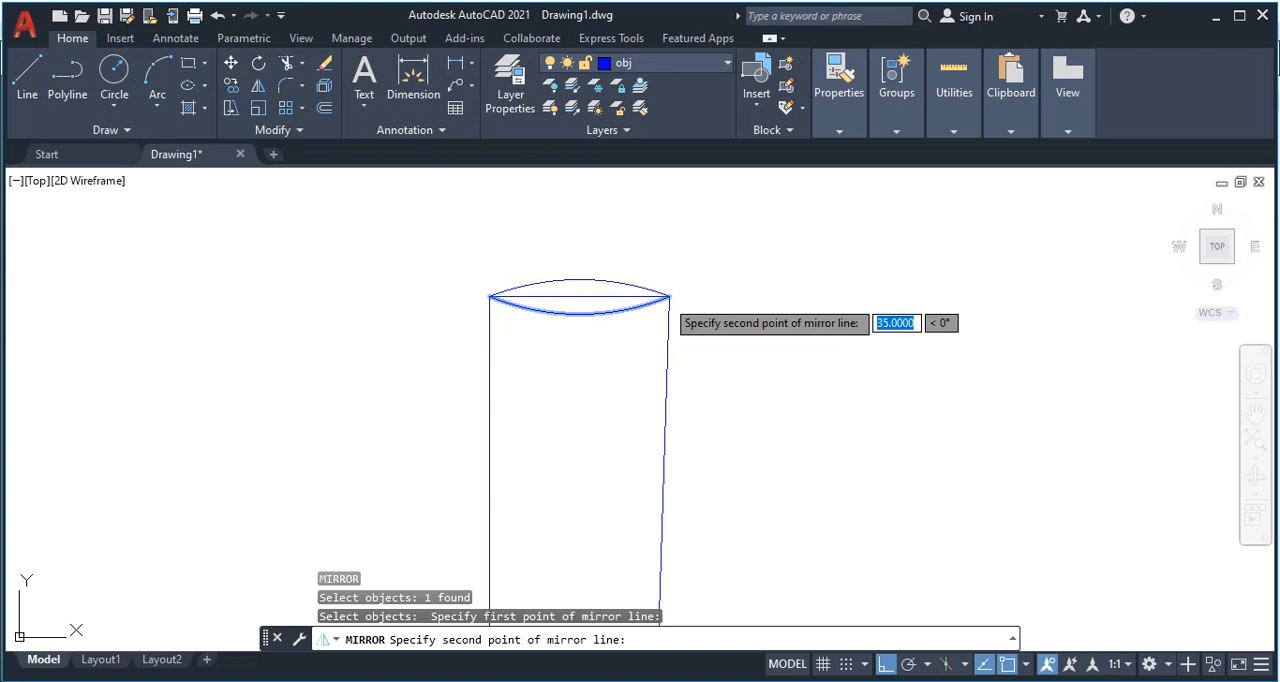 Autodesk AutoCAD 2021 Drawing1.dwg
Type a keyword or phrase
Sign In
Home Insert Annotate Parametric View Manage Output Add-ins Collaborate Express Tools Featured Apps
obj
Line Polyline Circle Arc
Text Dimension
Layer Properties
Insert
Properties Groups Utilities Clipboard View
Draw Modify Annotation Layers Block
Start Drawing1*
[−][Top][2D Wireframe]
N
W TOP E
S
WCS
Specify second point of mirror line: 35.0000 < 0°
MIRROR
Select objects: 1 found
Select objects: Specify first point of mirror line:
Y
X
MIRROR Specify second point of mirror line:
Model Layout1 Layout2 +
MODEL 1:1